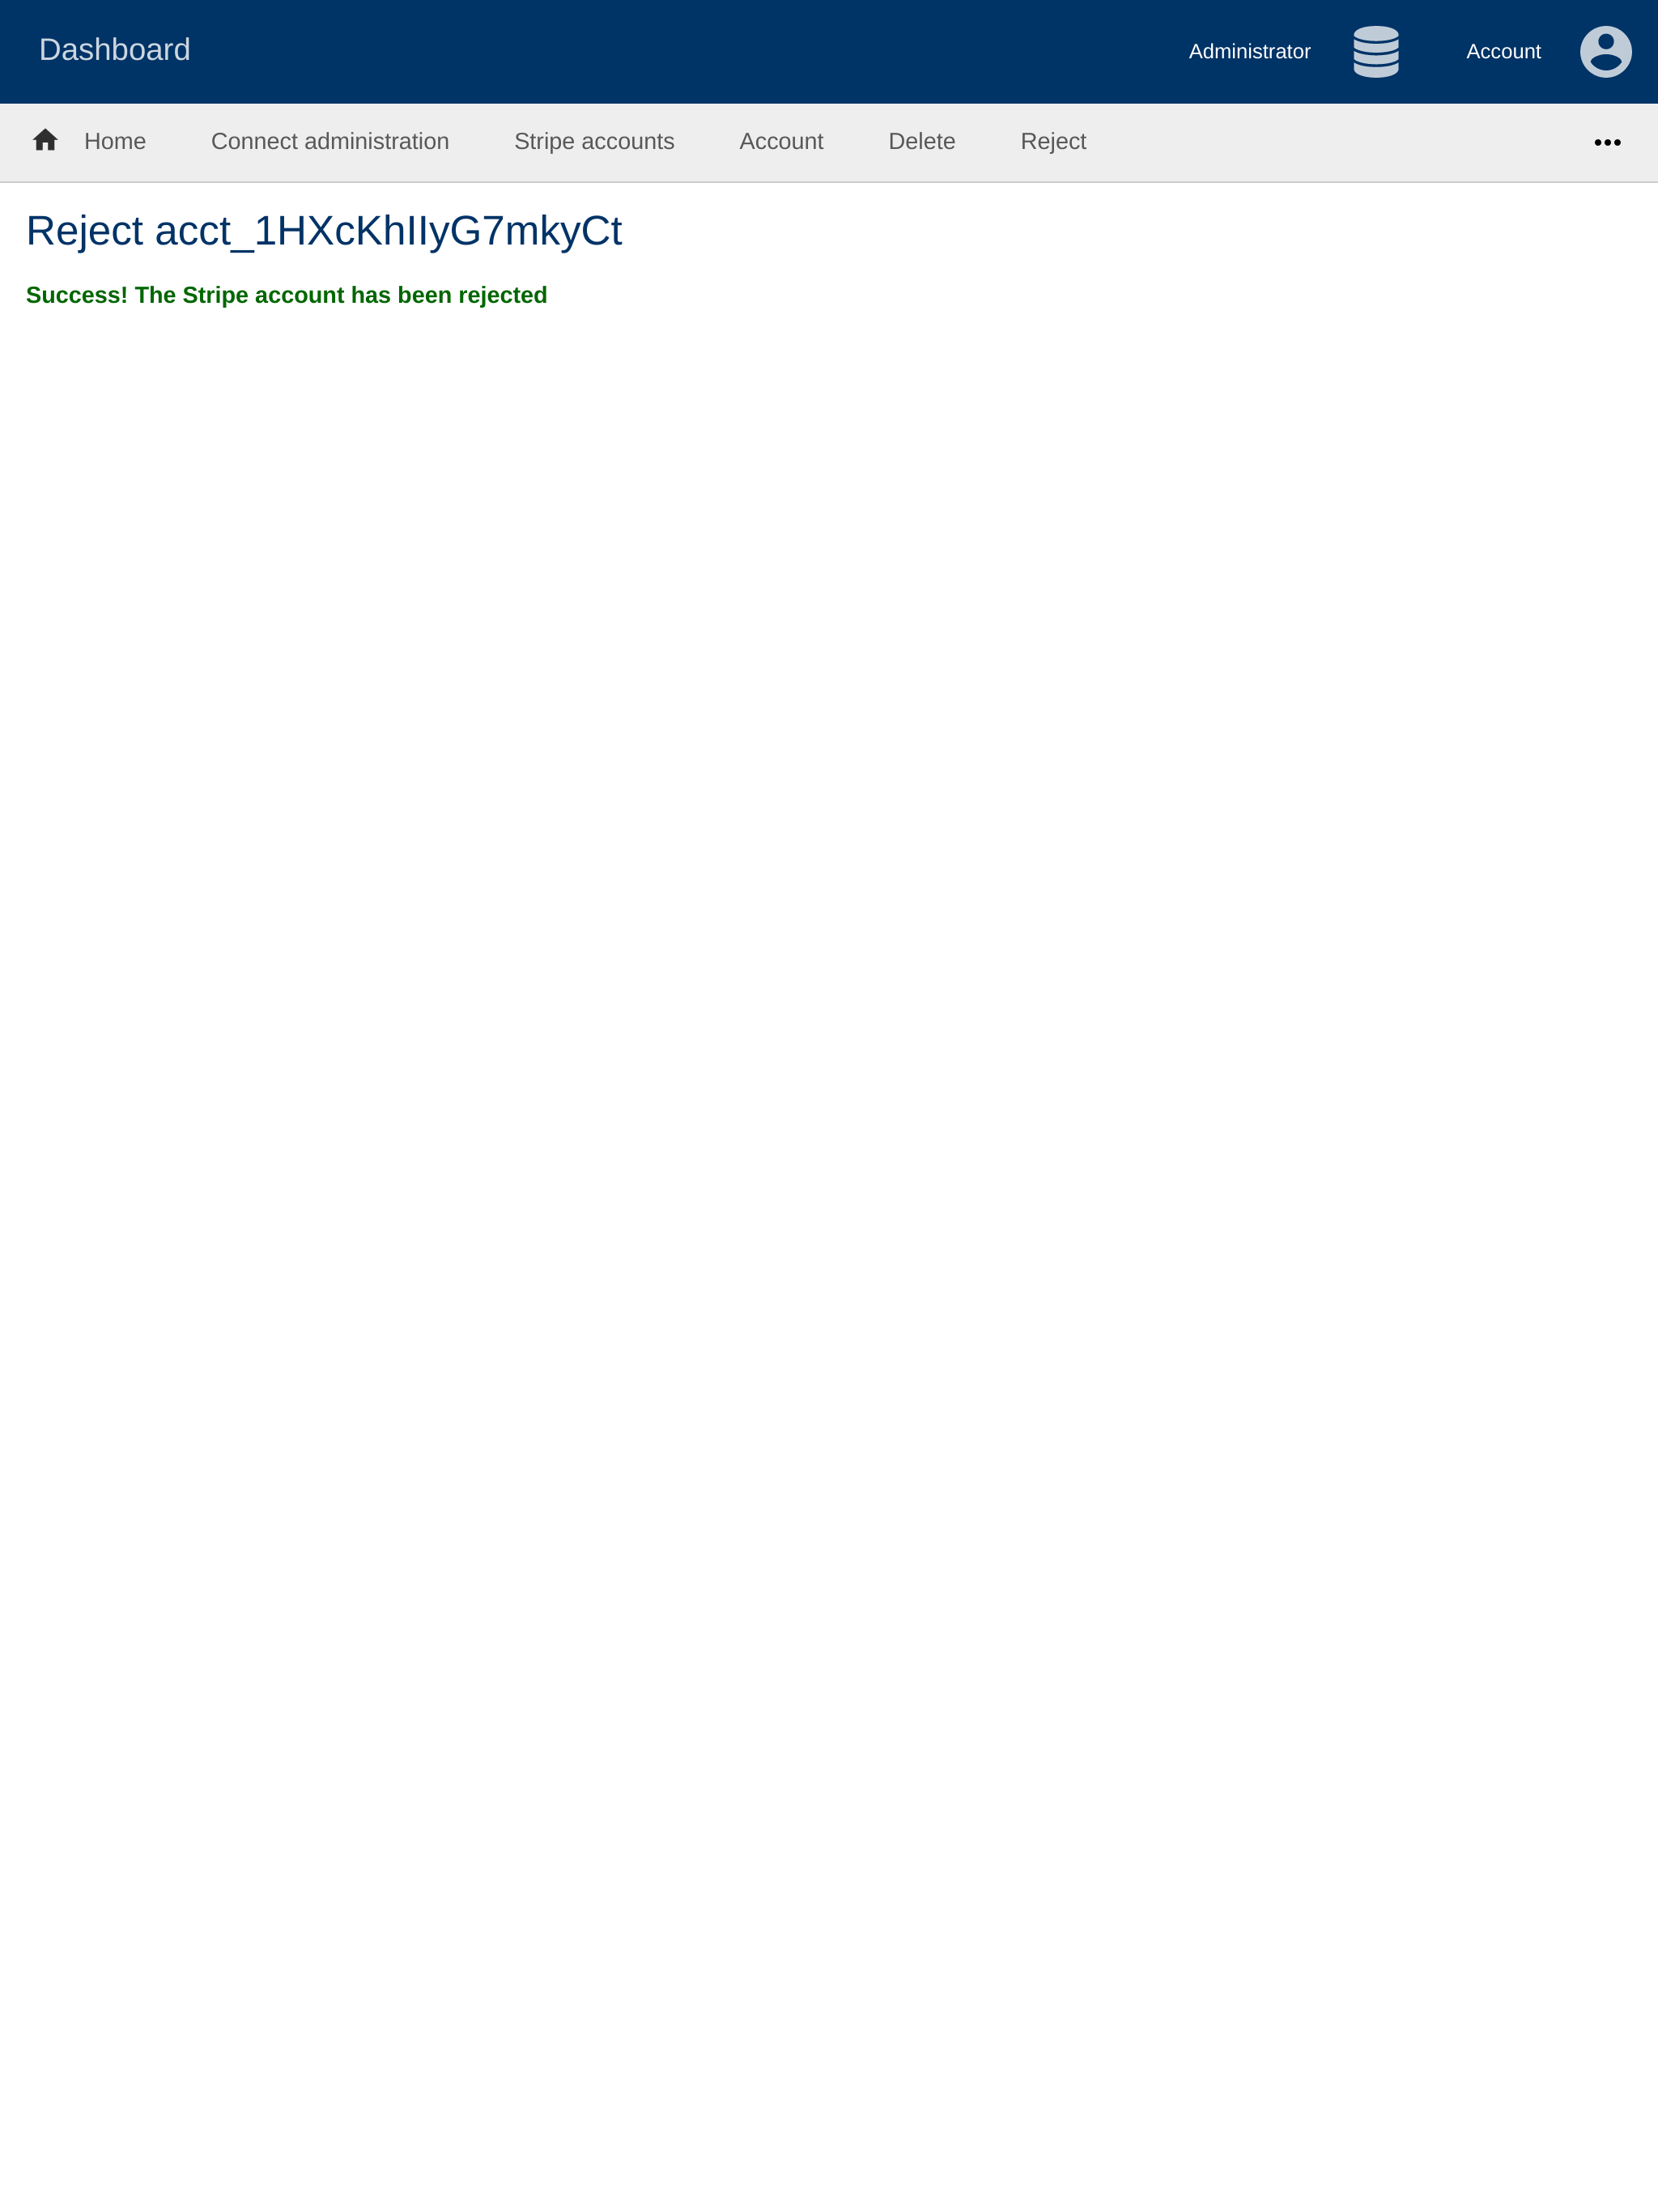 Dashboard
Administrator
Account
Home
Connect administration
Stripe accounts
Account
Delete
Reject
Reject acct_1HXcKhIIyG7mkyCt
Success! The Stripe account has been rejected